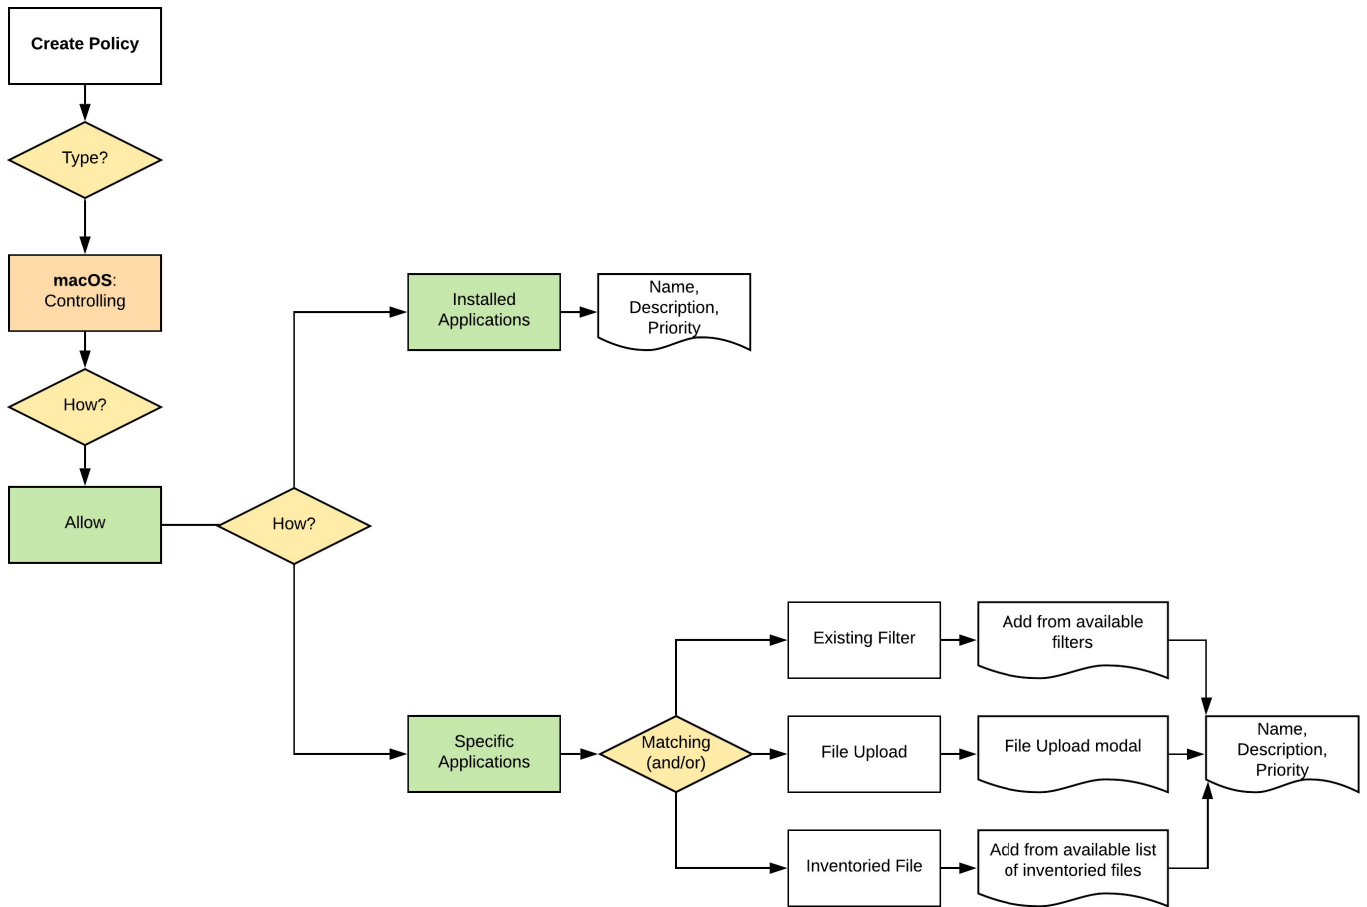 Create Policy
Type?
macOS:
Controlling
How?
Allow
How?
Installed
Applications
Name,
Description,
Priority
Specific
Applications
Matching
(and/or)
Existing Filter
Add from available
filters
File Upload
File Upload modal
Inventoried File
Add from available list
of inventoried files
Name,
Description,
Priority